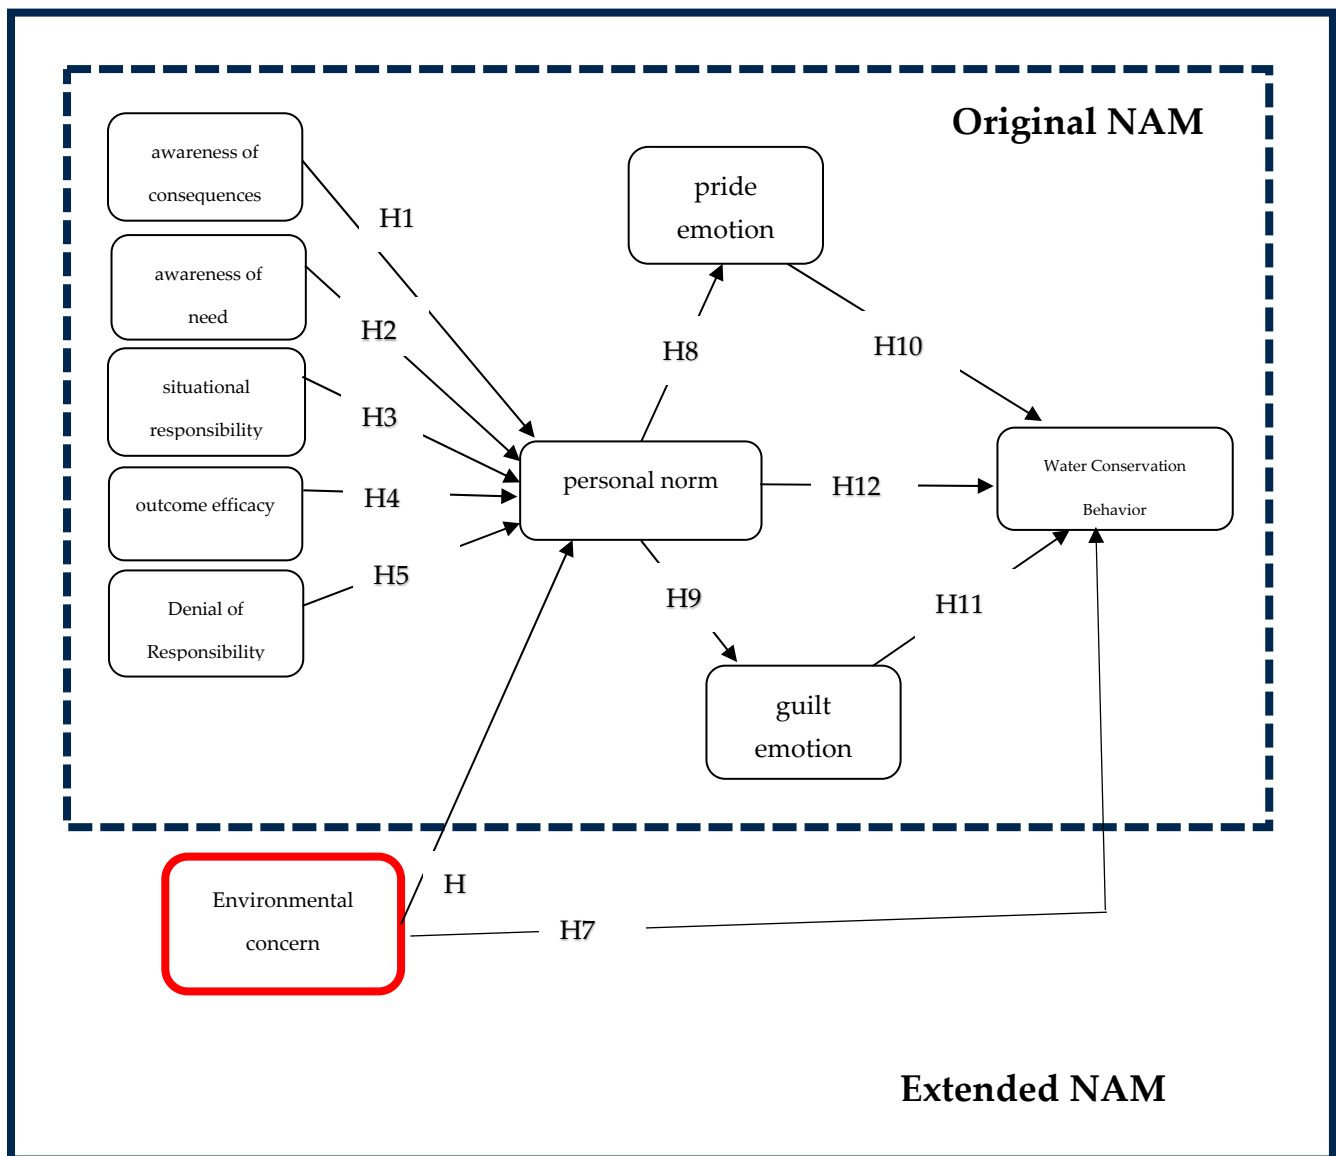 Original NAM
awareness of
consequences
H1
pride
emotion
awareness of
need
H2
H8
H10
situational
responsibility
H3
personal norm
Water Conservation
Behavior
outcome efficacy
H4
H12
Denial of
Responsibility
H5
H9
H11
guilt
emotion
Environmental
concern
H
H7
Extended NAM